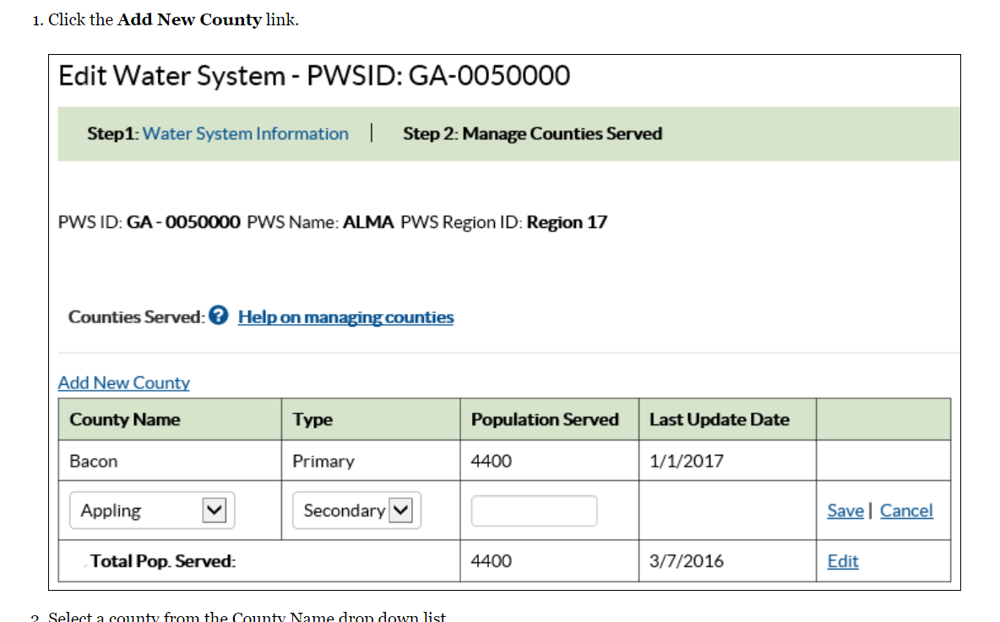 1. Click the Add New County link.
Edit Water System - PWSID: GA-0050000
Step1: Water System Information | Step 2: Manage Counties Served
PWS ID: GA - 0050000 PWS Name: ALMA PWS Region ID: Region 17
Counties Served: ? Help on managing counties
Add New County
County Name Type Population Served Last Update Date
Bacon Primary 4400 1/1/2017
Appling Secondary Save | Cancel
Total Pop. Served: 4400 3/7/2016 Edit
2. Select a county from the County Name drop down list